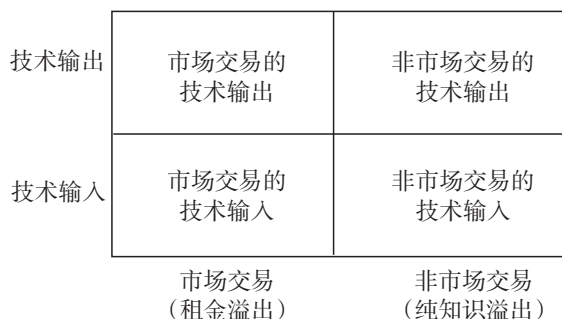 技术输出
市场交易的
技术输出
非市场交易的
技术输出
技术输入
市场交易的
技术输入
非市场交易的
技术输入
市场交易
（租金溢出）
非市场交易
（纯知识溢出）